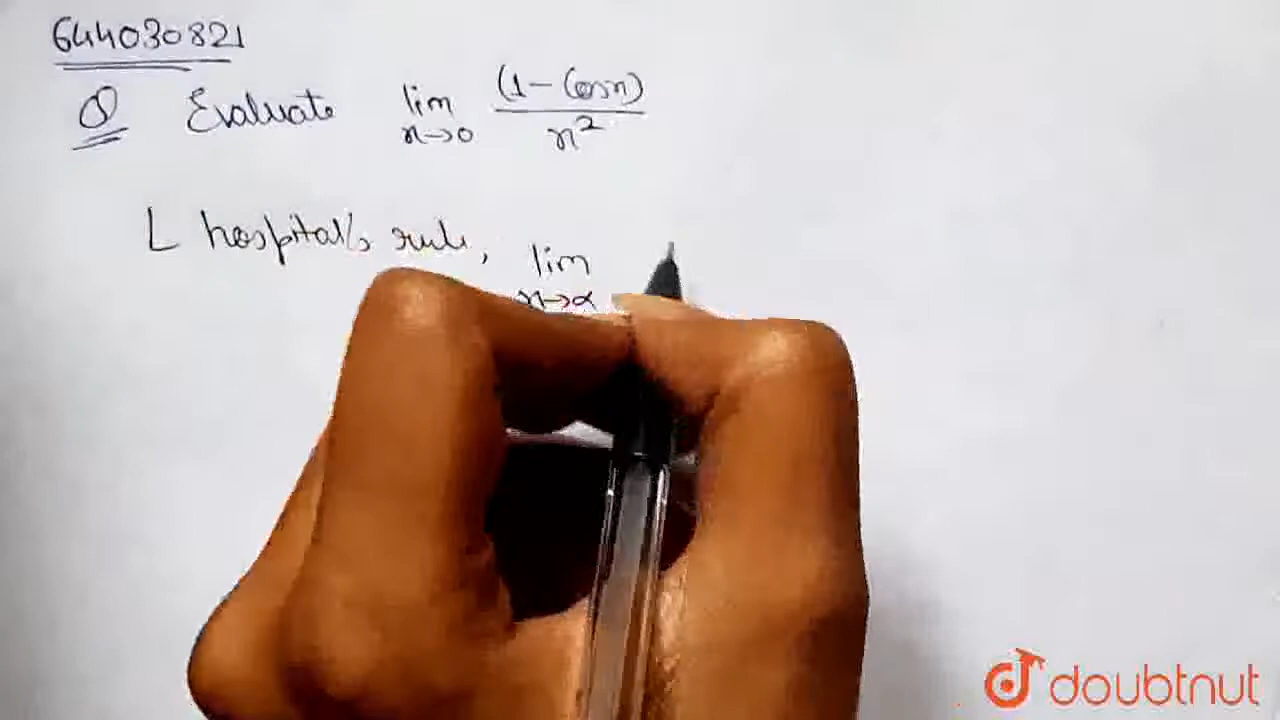 644030821
Q Evaluate lim x→0 (1 - Cosx) / x²
L hospital's rule, lim
x→α
doubtnut